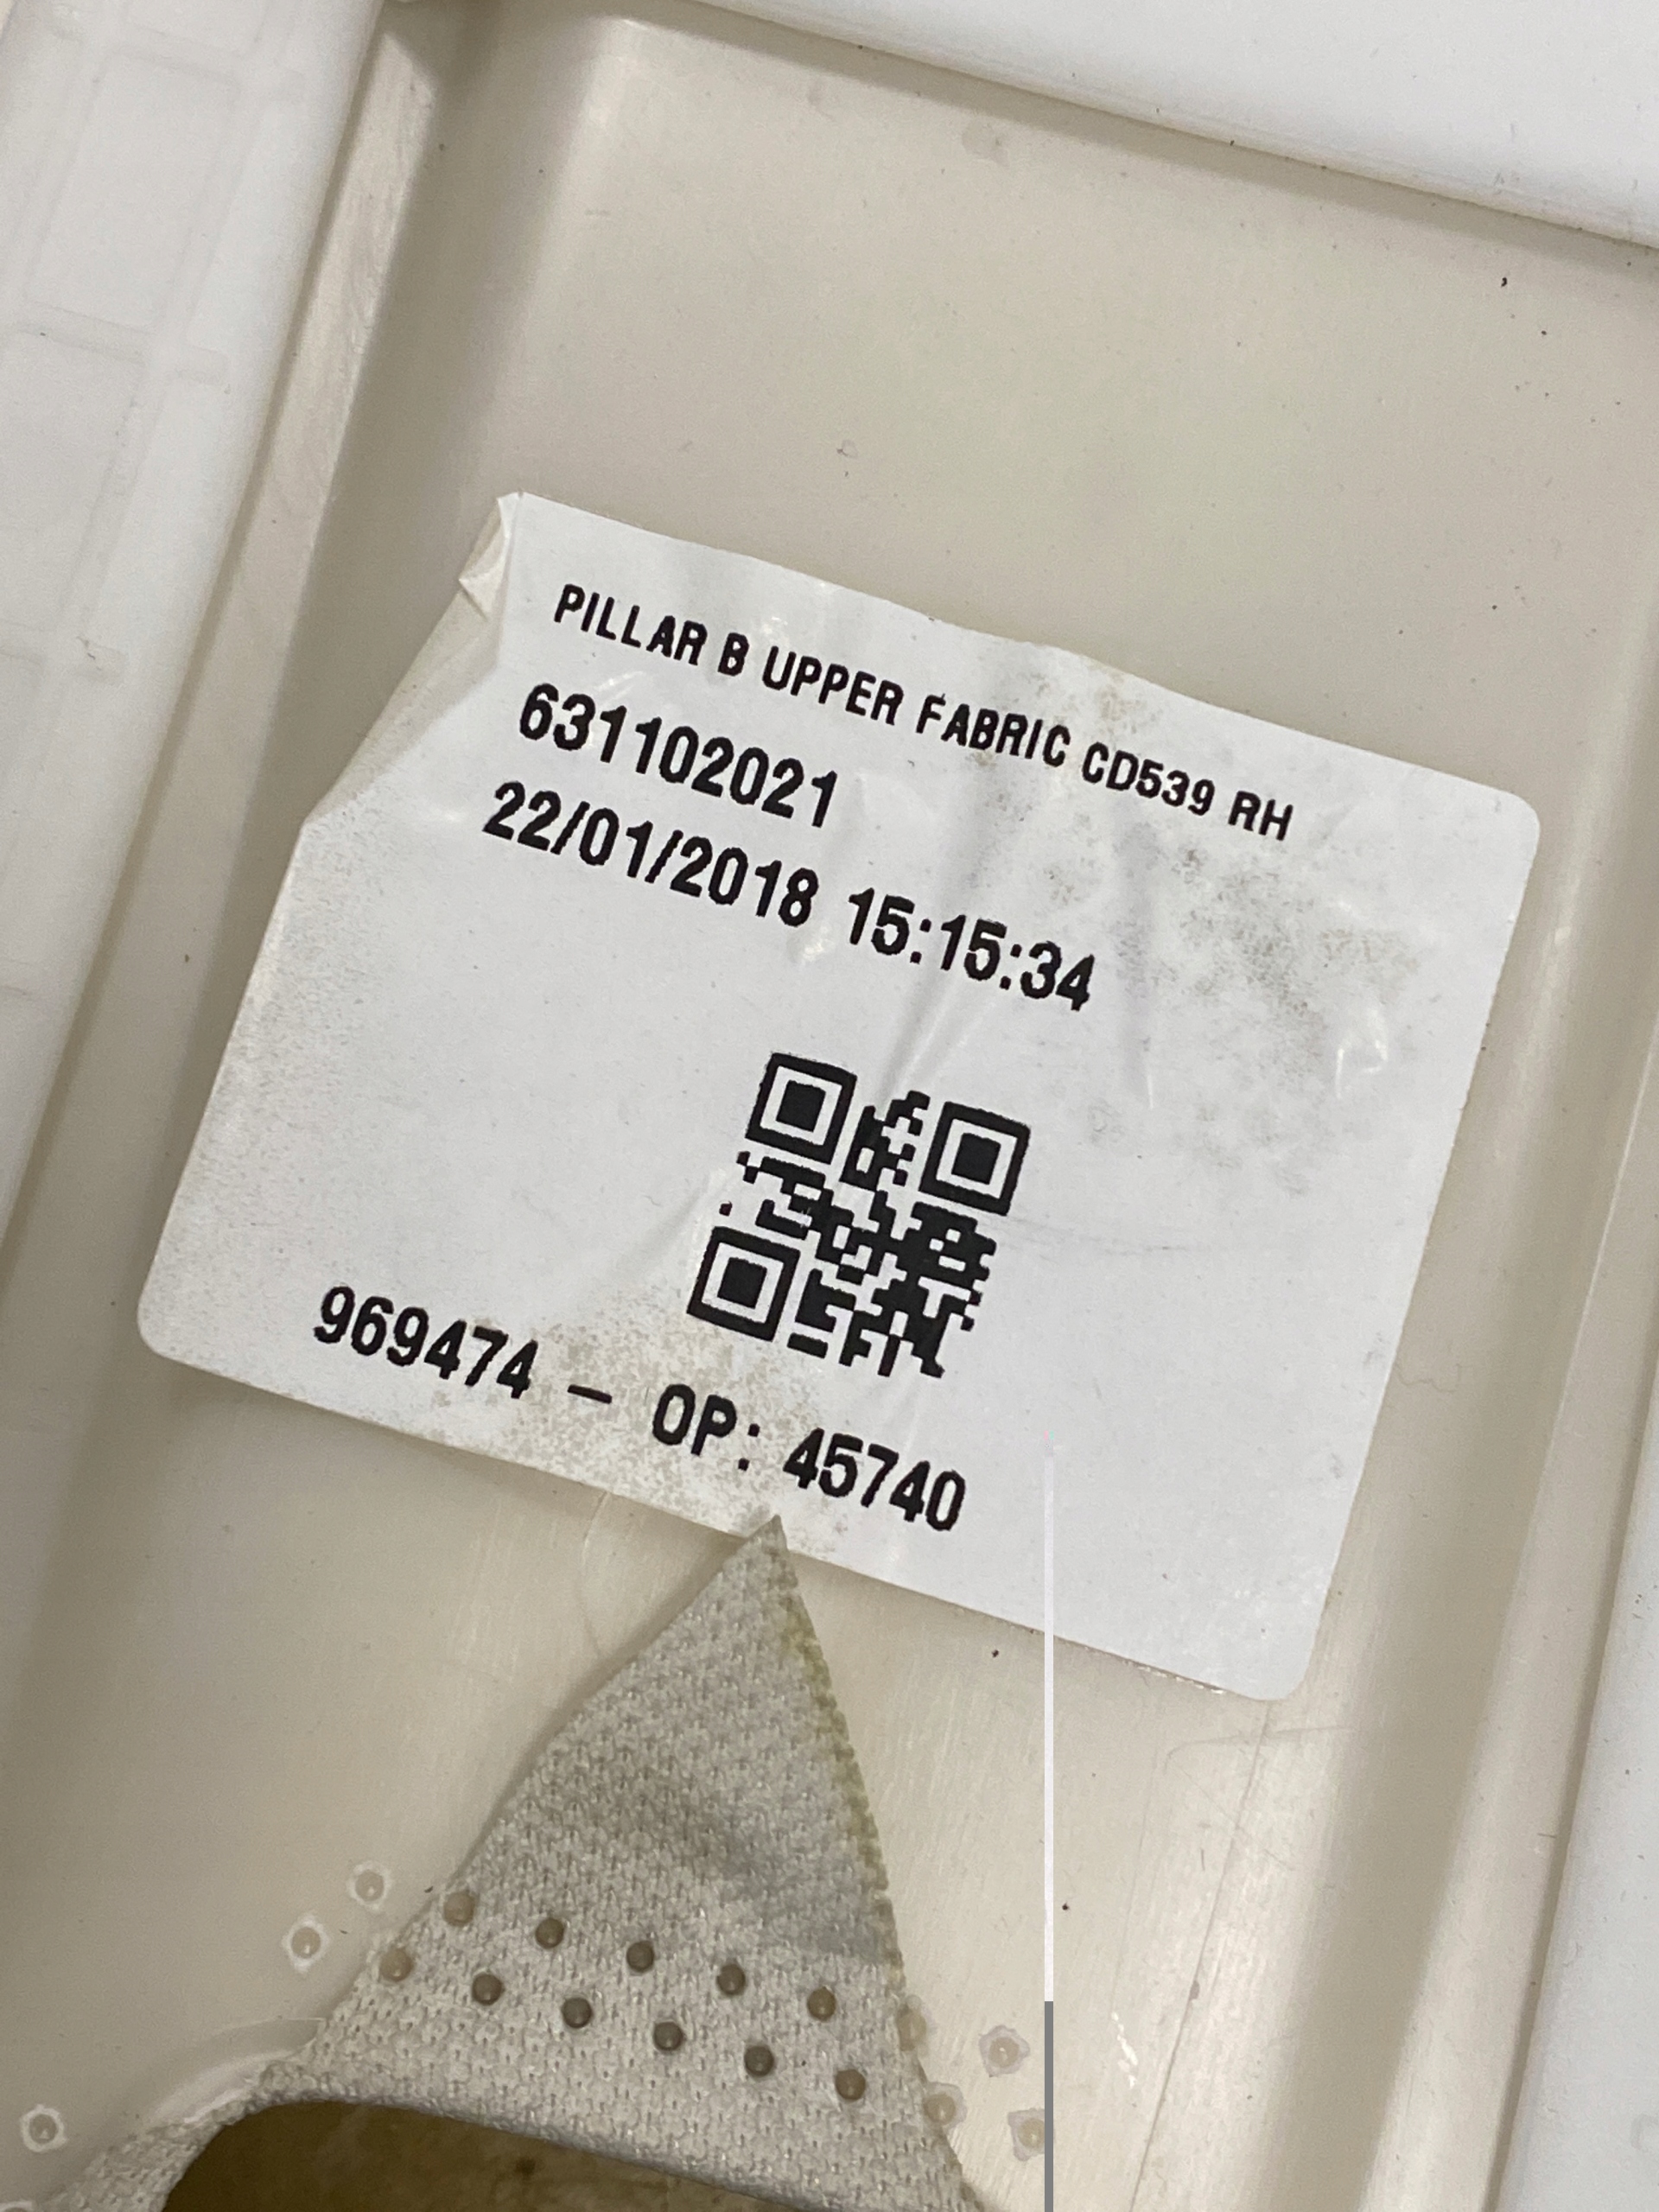 PILLAR B UPPER FABRIC CD539 RH
631102021
22/01/2018 15:15:34
969474 – OP: 45740